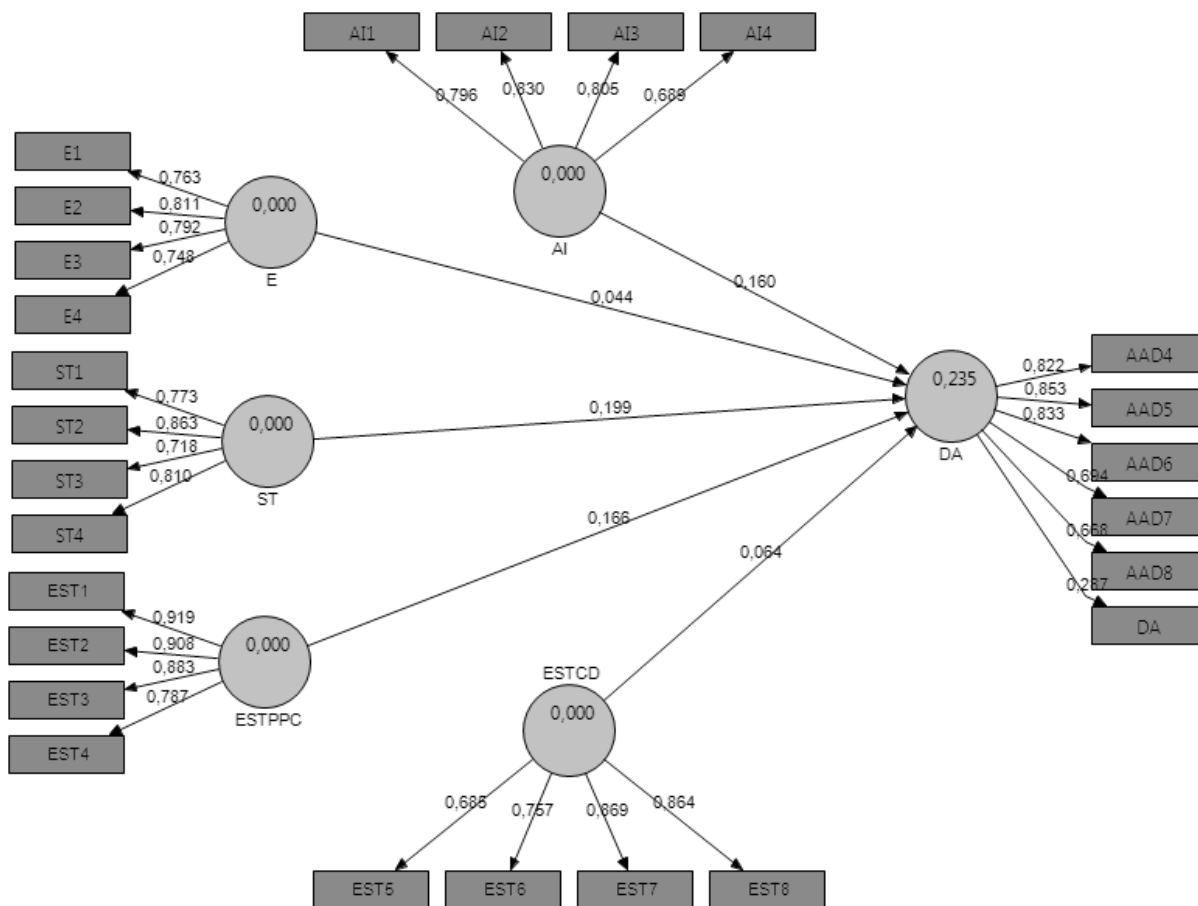 AI1 AI2 AI3 AI4
0,796 0,830 0,805 0,689
0,000
AI
E1
E2
E3
E4
0,763
0,811
0,792
0,748
0,000
E
ST1
ST2
ST3
ST4
0,773
0,863
0,718
0,810
0,000
ST
EST1
EST2
EST3
EST4
0,919
0,908
0,883
0,787
0,000
ESTPPC
0,160
0,044
0,199
0,166
0,064
0,235
DA
0,822
0,853
0,833
0,694
0,668
0,287
AAD4
AAD5
AAD6
AAD7
AAD8
DA
ESTCD
0,000
0,685 0,757 0,869 0,864
EST5 EST6 EST7 EST8